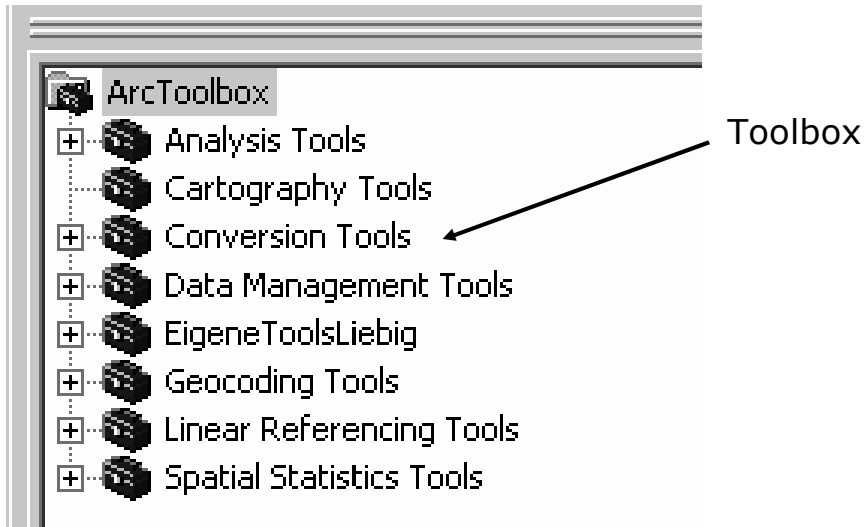 ArcToolbox
Analysis Tools
Toolbox
Cartography Tools
Conversion Tools
Data Management Tools
EigeneToolsLiebig
Geocoding Tools
Linear Referencing Tools
Spatial Statistics Tools